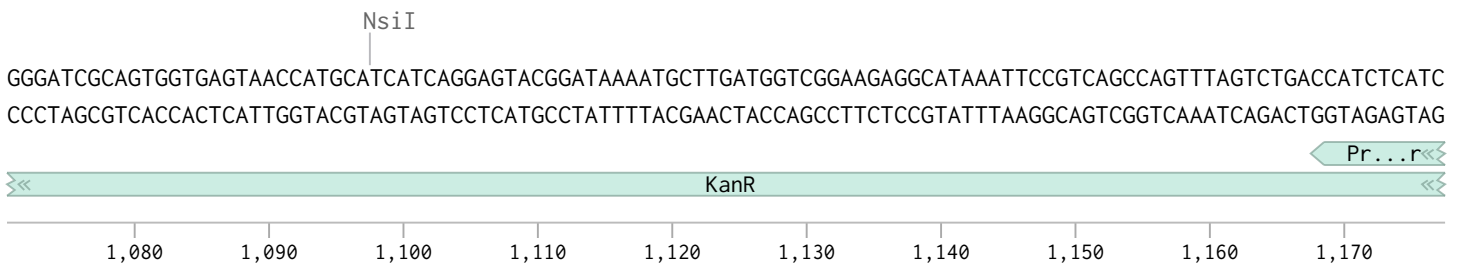 NsiI
GGGATCGCAGTGGTGAGTAACCATGCATCATCAGGAGTACGGATAAAATGCTTGATGGTCGGAAGAGGCATAAATTCCGTCAGCCAGTTTAGTCTGACCATCTCATC
CCCTAGCGTCACCACTCATTGGTACGTAGTAGTCCTCATGCCTATTTTACGAACTACCAGCCTTCTCCGTATTTAAGGCAGTCGGTCAAATCAGACTGGTAGAGTAG
Pr...r
KanR
1,080 1,090 1,100 1,110 1,120 1,130 1,140 1,150 1,160 1,170